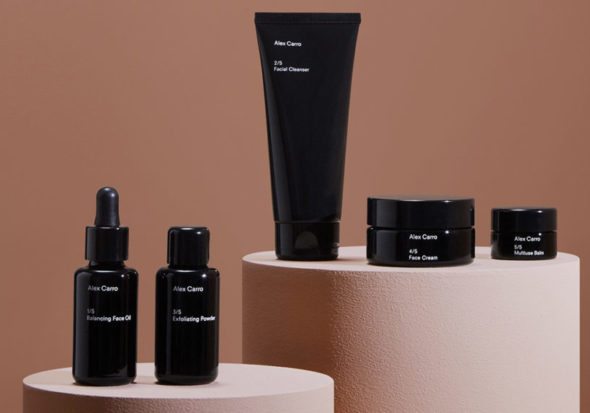 Alex Carro
2/5
Facial Cleanser
Alex Carro
4/5
Face Cream
Alex Carro
5/5
Multiuse Balm
Alex Carro
1/5
Balancing Face Oil
Alex Carro
3/5
Exfoliating Powder